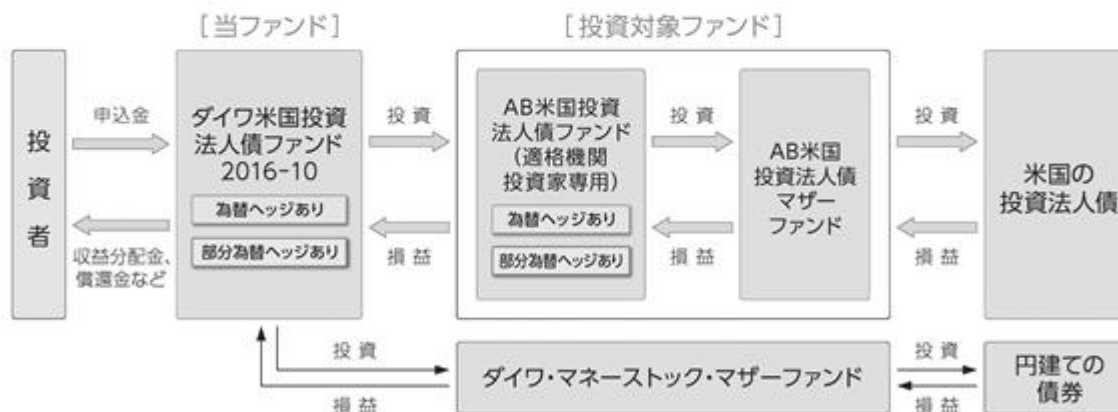 [当ファンド]
[投資対象ファンド]
投資者
申込金
収益分配金、
償還金など
ダイワ米国投資
法人債ファンド
2016-10
為替ヘッジあり
部分為替ヘッジあり
投資
損益
AB米国投資
法人債ファンド
(適格機関
投資家専用)
為替ヘッジあり
部分為替ヘッジあり
投資
損益
AB米国
投資法人債
マザー
ファンド
投資
損益
米国の
投資法人債
投資
損益
ダイワ・マネーストック・マザーファンド
投資
損益
円建ての
債券